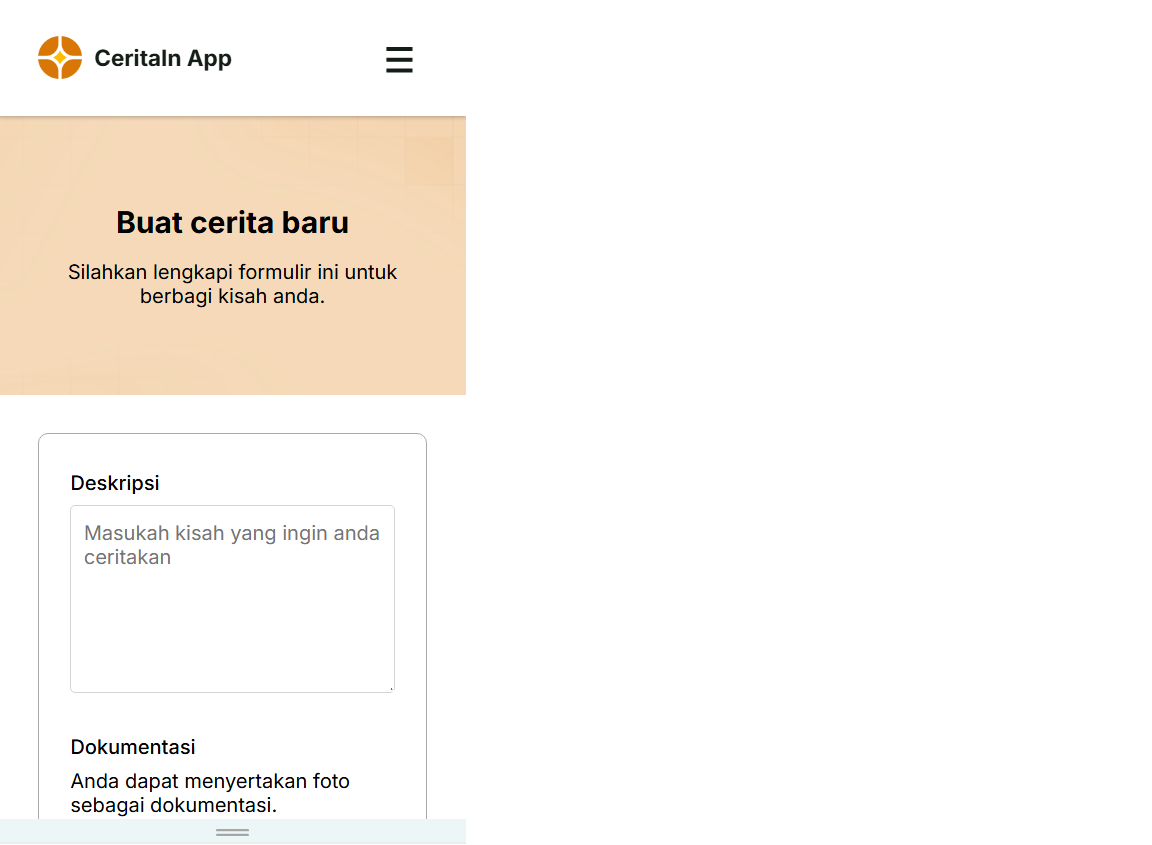 CeritaIn App
Buat cerita baru
Silahkan lengkapi formulir ini untuk
berbagi kisah anda.
Deskripsi
Masukah kisah yang ingin anda
ceritakan
Dokumentasi
Anda dapat menyertakan foto
sebagai dokumentasi.